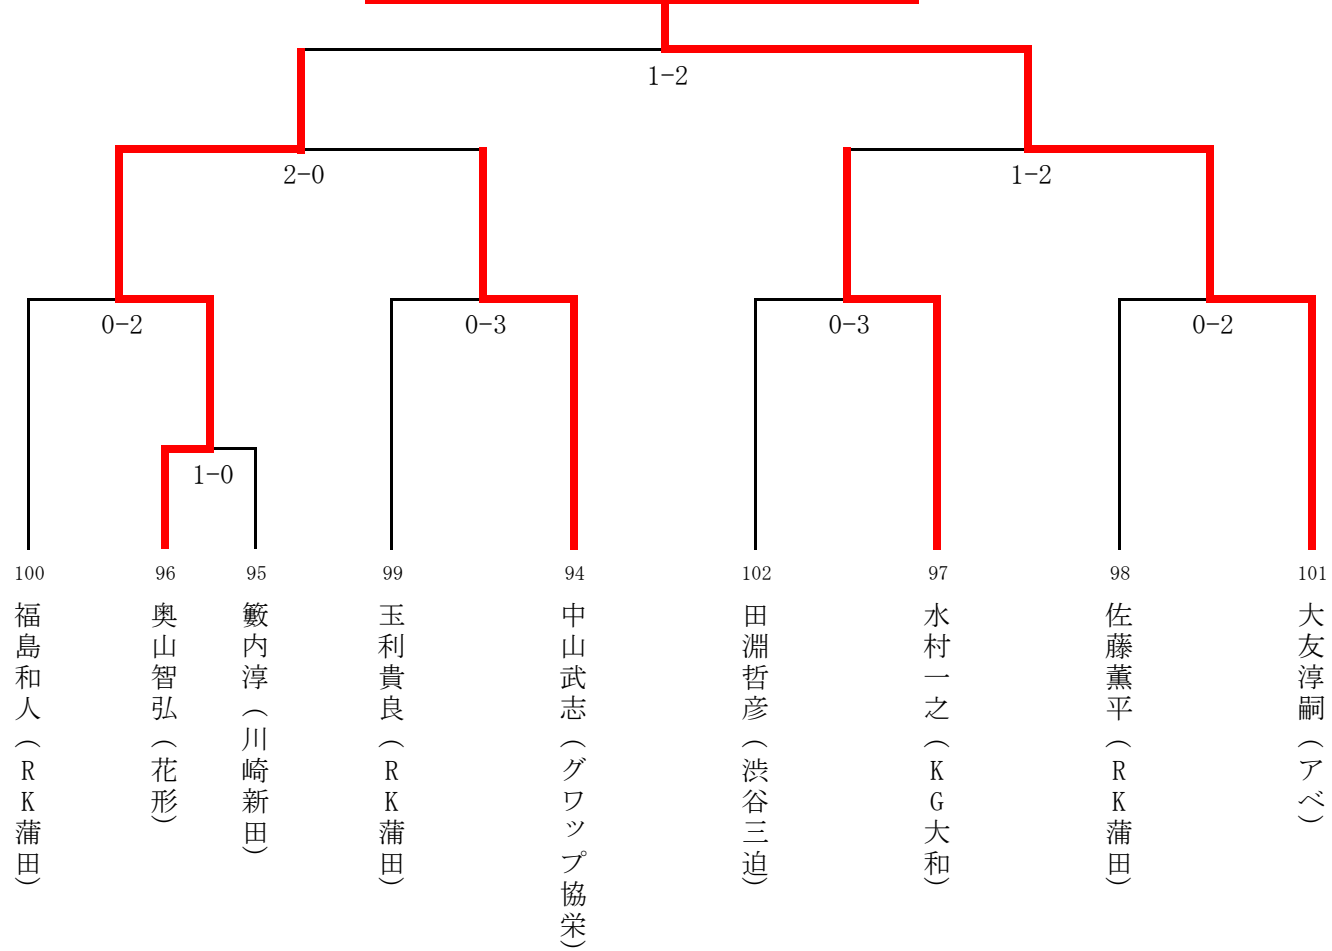 1-2
2-0
1-2
0-2
0-3
0-3
0-2
1-0
100
96
95
99
94
102
97
98
101
福島和人（RK蒲田）
奥山智弘（花形）
籔内淳（川崎新田）
玉利貴良（RK蒲田）
中山武志（グワップ協栄）
田淵哲彦（渋谷三迫）
水村一之（KG大和）
佐藤薫平（RK蒲田）
大友淳嗣（アベ）